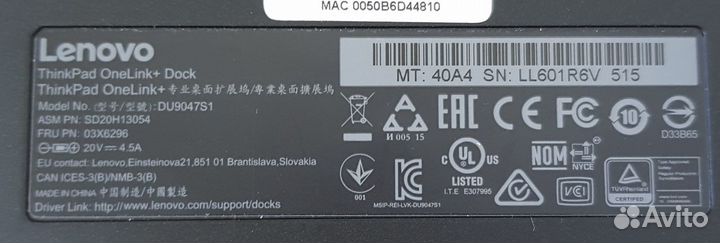 MAC 0050B6D44810
Lenovo
ThinkPad OneLink+ Dock
ThinkPad OneLink+ 专业桌面扩展坞/專業桌面擴展塢
Model No. (型号/型號): DU9047S1
ASM PN: SD20H13054
FRU PN: 03X6296
20V 4.5A
EU contact: Lenovo,Einsteinova21,851 01 Bratislava,Slovakia
CAN ICES-3(B)/NMB-3(B)
MADE IN CHINA / 中国制造/中國製造
Driver Link: http://www.lenovo.com/support/docks
MT: 40A4 SN: LL601R6V 515
И 005 15
EAC
CE
10
D33B65
001
MSIP-REI-LVK-DU9047S1
C UL US
LISTED
I.T.E E307995
NOM
NYCE
VCI
TÜVRheinland
CERTIFIED
Avito